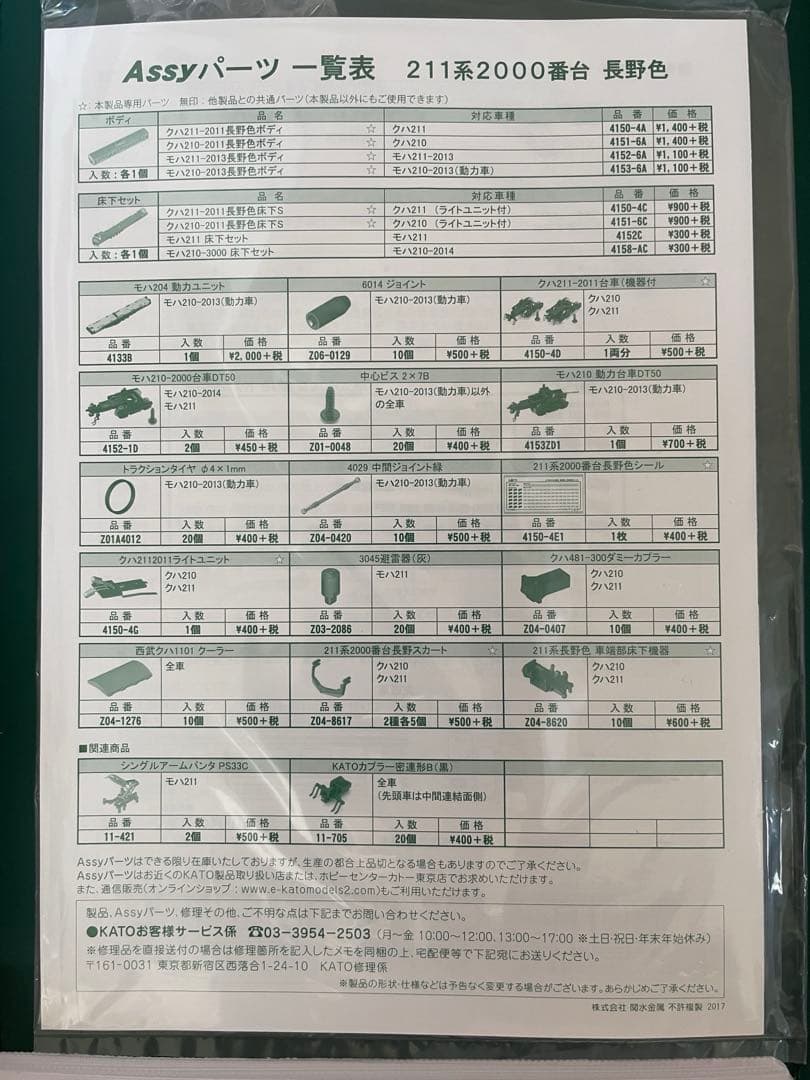 Assyパーツ 一覧表 211系2000番台 長野色
☆:本製品専用パーツ 無印:他製品との共通パーツ(本製品以外にもご使用できます)
ボディ 品名 対応車種 品番 価格
クハ211-2011長野色ボディ ☆ クハ211 4150-4A ¥1,400+税
クハ210-2011長野色ボディ ☆ クハ210 4151-6A ¥1,400+税
モハ211-2013長野色ボディ ☆ モハ211-2013 4152-6A ¥1,100+税
入数:各1個 モハ210-2013長野色ボディ ☆ モハ210-2013(動力車) 4153-6A ¥1,100+税
床下セット 品名 対応車種 品番 価格
クハ211-2011長野色床下S ☆ クハ211 (ライトユニット付) 4150-4C ¥900+税
クハ210-2011長野色床下S ☆ クハ210 (ライトユニット付) 4151-6C ¥900+税
モハ211 床下セット モハ211 4152C ¥300+税
入数:各1個 モハ210-3000 床下セット モハ210-2014 4158-AC ¥300+税
モハ204 動力ユニット 6014 ジョイント クハ211-2011台車(機器付 ☆
モハ210-2013(動力車) モハ210-2013(動力車) クハ210
クハ211
品番 入数 価格 品番 入数 価格 品番 入数 価格
4133B 1個 ¥2,000+税 Z06-0129 10個 ¥500+税 4150-4D 1両分 ¥500+税
モハ210-2000台車DT50 中心ビス 2×7B モハ210 動力台車DT50
モハ210-2014 モハ210-2013(動力車)以外 モハ210-2013(動力車)
モハ211 の全車
品番 入数 価格 品番 入数 価格 品番 入数 価格
4152-1D 2個 ¥450+税 Z01-0048 20個 ¥400+税 4153ZD1 1個 ¥700+税
トラクションタイヤ φ4×1mm 4029 中間ジョイント緑 211系2000番台長野色シール ☆
モハ210-2013(動力車) モハ210-2013(動力車)
品番 入数 価格 品番 入数 価格 品番 入数 価格
Z01A4012 20個 ¥400+税 Z04-0420 10個 ¥500+税 4150-4E1 1枚 ¥400+税
クハ2112011ライトユニット ☆ 3045避雷器(灰) クハ481-300ダミーカプラー
クハ210 モハ211 クハ210
クハ211 クハ211
品番 入数 価格 品番 入数 価格 品番 入数 価格
4150-4G 1個 ¥400+税 Z03-2086 20個 ¥400+税 Z04-0407 10個 ¥400+税
西武クハ1101 クーラー 211系2000番台長野スカート ☆ 211系長野色 車端部床下機器 ☆
全車 クハ210 クハ210
クハ211 クハ211
品番 入数 価格 品番 入数 価格 品番 入数 価格
Z04-1276 10個 ¥500+税 Z04-8617 2種各5個 ¥500+税 Z04-8620 10個 ¥600+税
■関連商品
シングルアームパンタ PS33C KATOカプラー密連形B(黒)
モハ211 全車
(先頭車は中間連結面側)
品番 入数 価格 品番 入数 価格
11-421 2個 ¥500+税 11-705 20個 ¥400+税
Assyパーツはできる限り在庫いたしておりますが、生産の都合上品切となる場合もありますのでご了承ください。
Assyパーツはお近くのKATO製品取り扱い店または、ホビーセンターカトー東京店でお求めいただけます。
また、通信販売(オンラインショップ:www.e-katomodels2.com)もご利用いただけます。
製品、Assyパーツ、修理その他、ご不明な点は下記までお問い合わせください。
●KATOお客様サービス係 ☎03-3954-2503 (月〜金 10:00〜12:00、13:00〜17:00 ※土日・祝日・年末年始休み)
※修理品を直接送付の場合は修理箇所を記入したメモを同梱の上、宅配便等で下記宛にお送りください。
〒161-0031 東京都新宿区西落合1-24-10 KATO修理係
※製品の形状・仕様などは予告なく変更する場合がございます。あらかじめご了承ください。
株式会社 関水金属 不許複製 2017